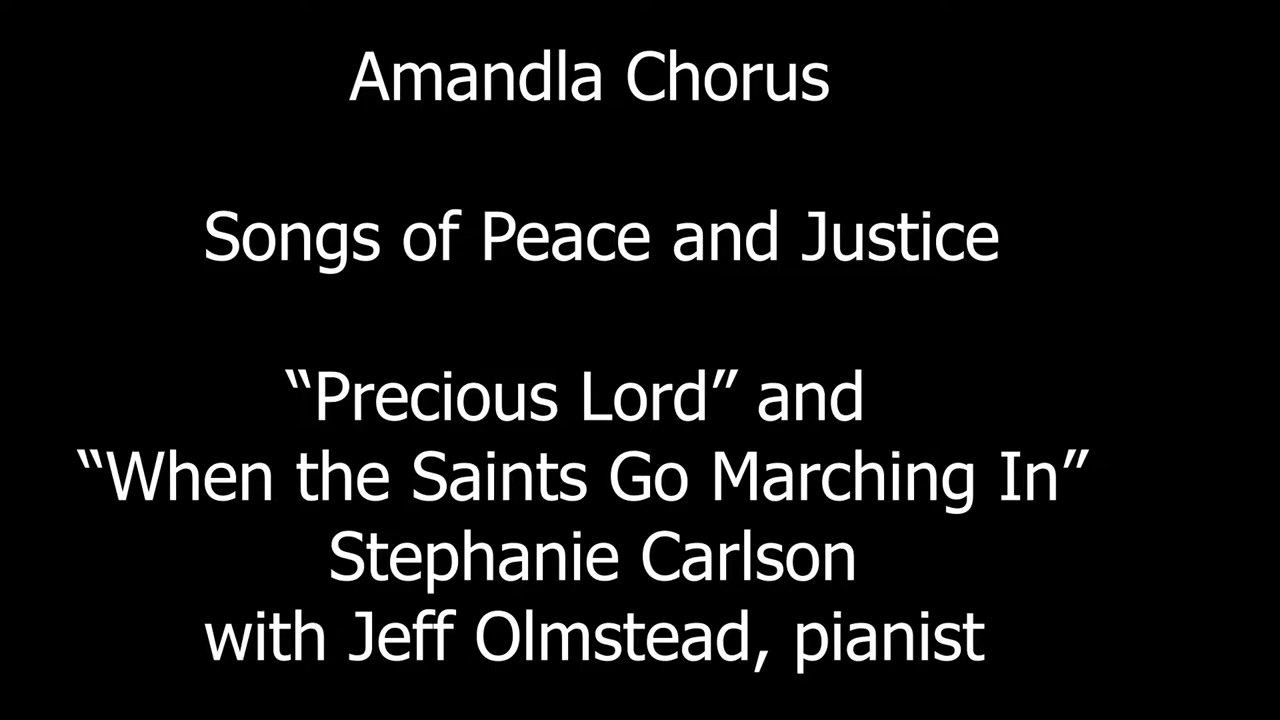 Amandla Chorus
Songs of Peace and Justice
“Precious Lord” and
“When the Saints Go Marching In”
Stephanie Carlson
with Jeff Olmstead, pianist